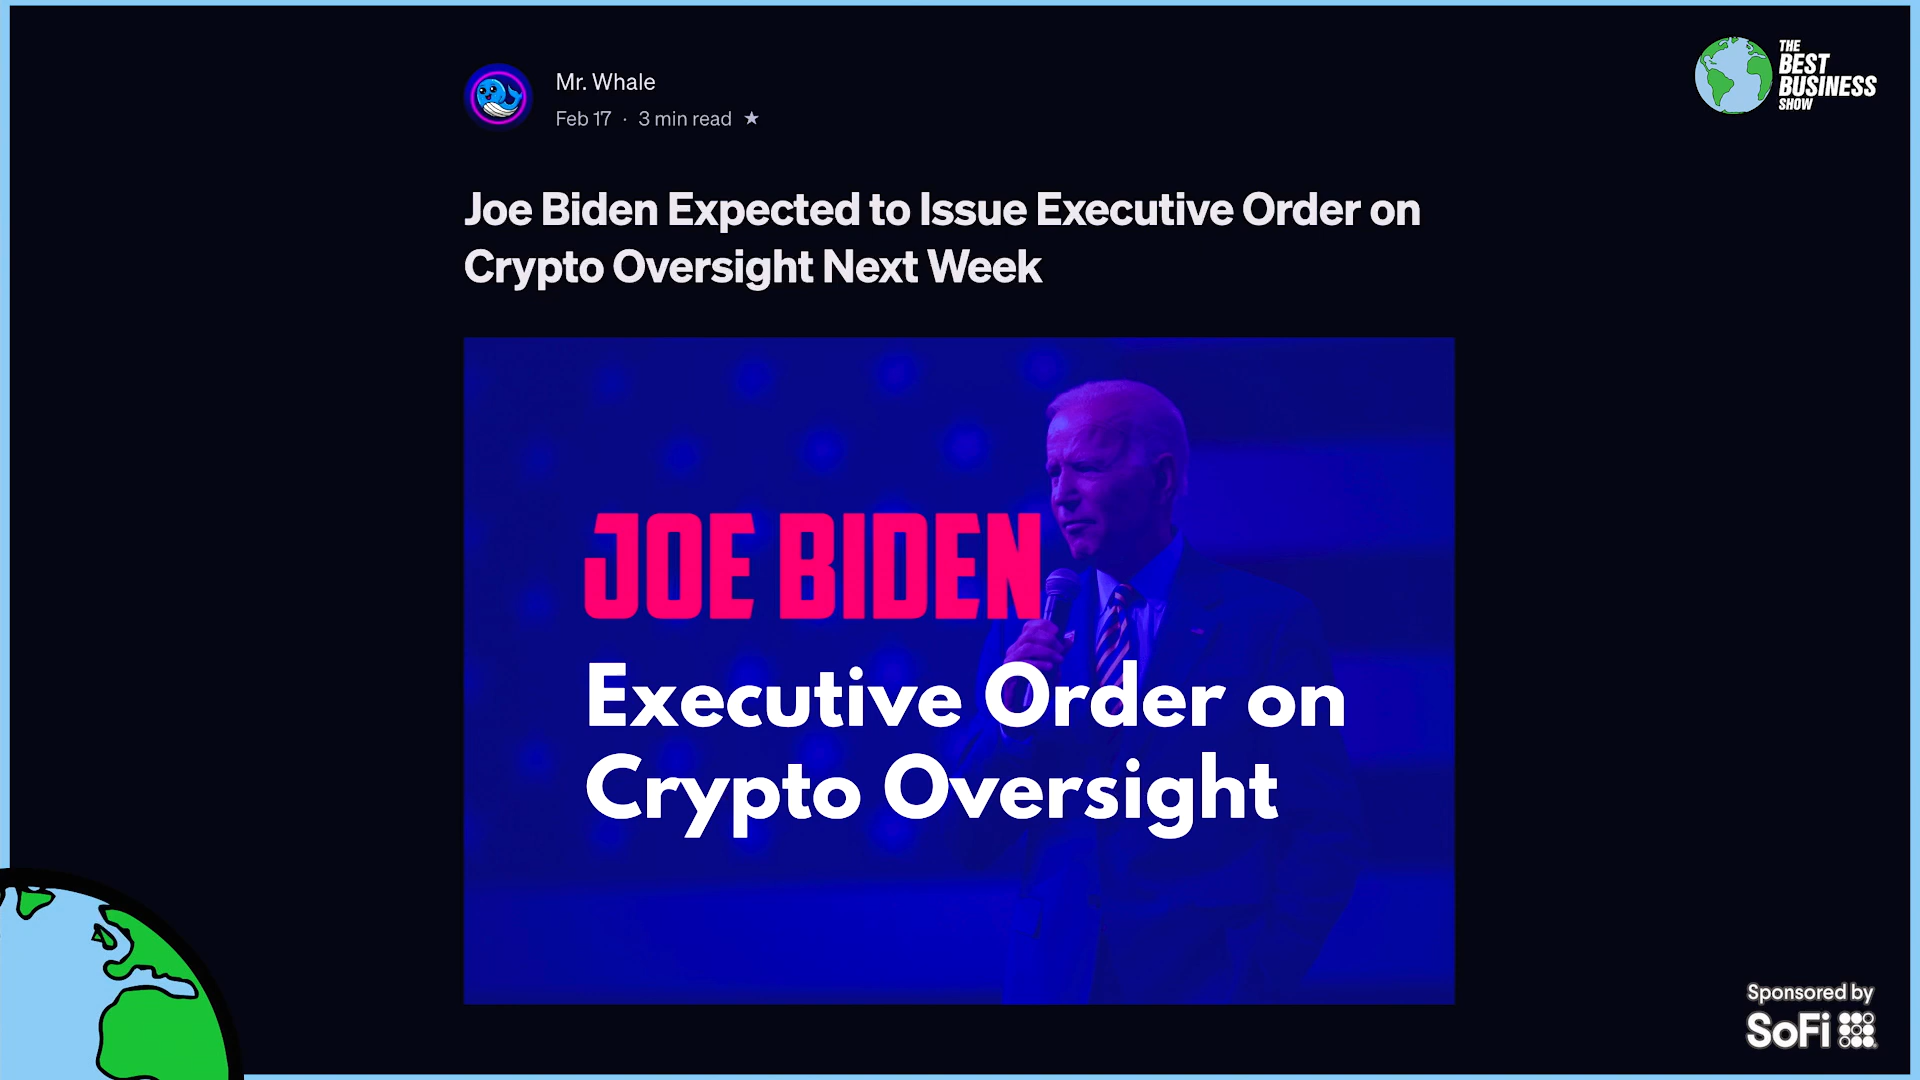 Mr. Whale
Feb 17 · 3 min read ★
THE
BEST
BUSINESS
SHOW
Joe Biden Expected to Issue Executive Order on
Crypto Oversight Next Week
JOE BIDEN
Executive Order on
Crypto Oversight
Sponsored by
SoFi